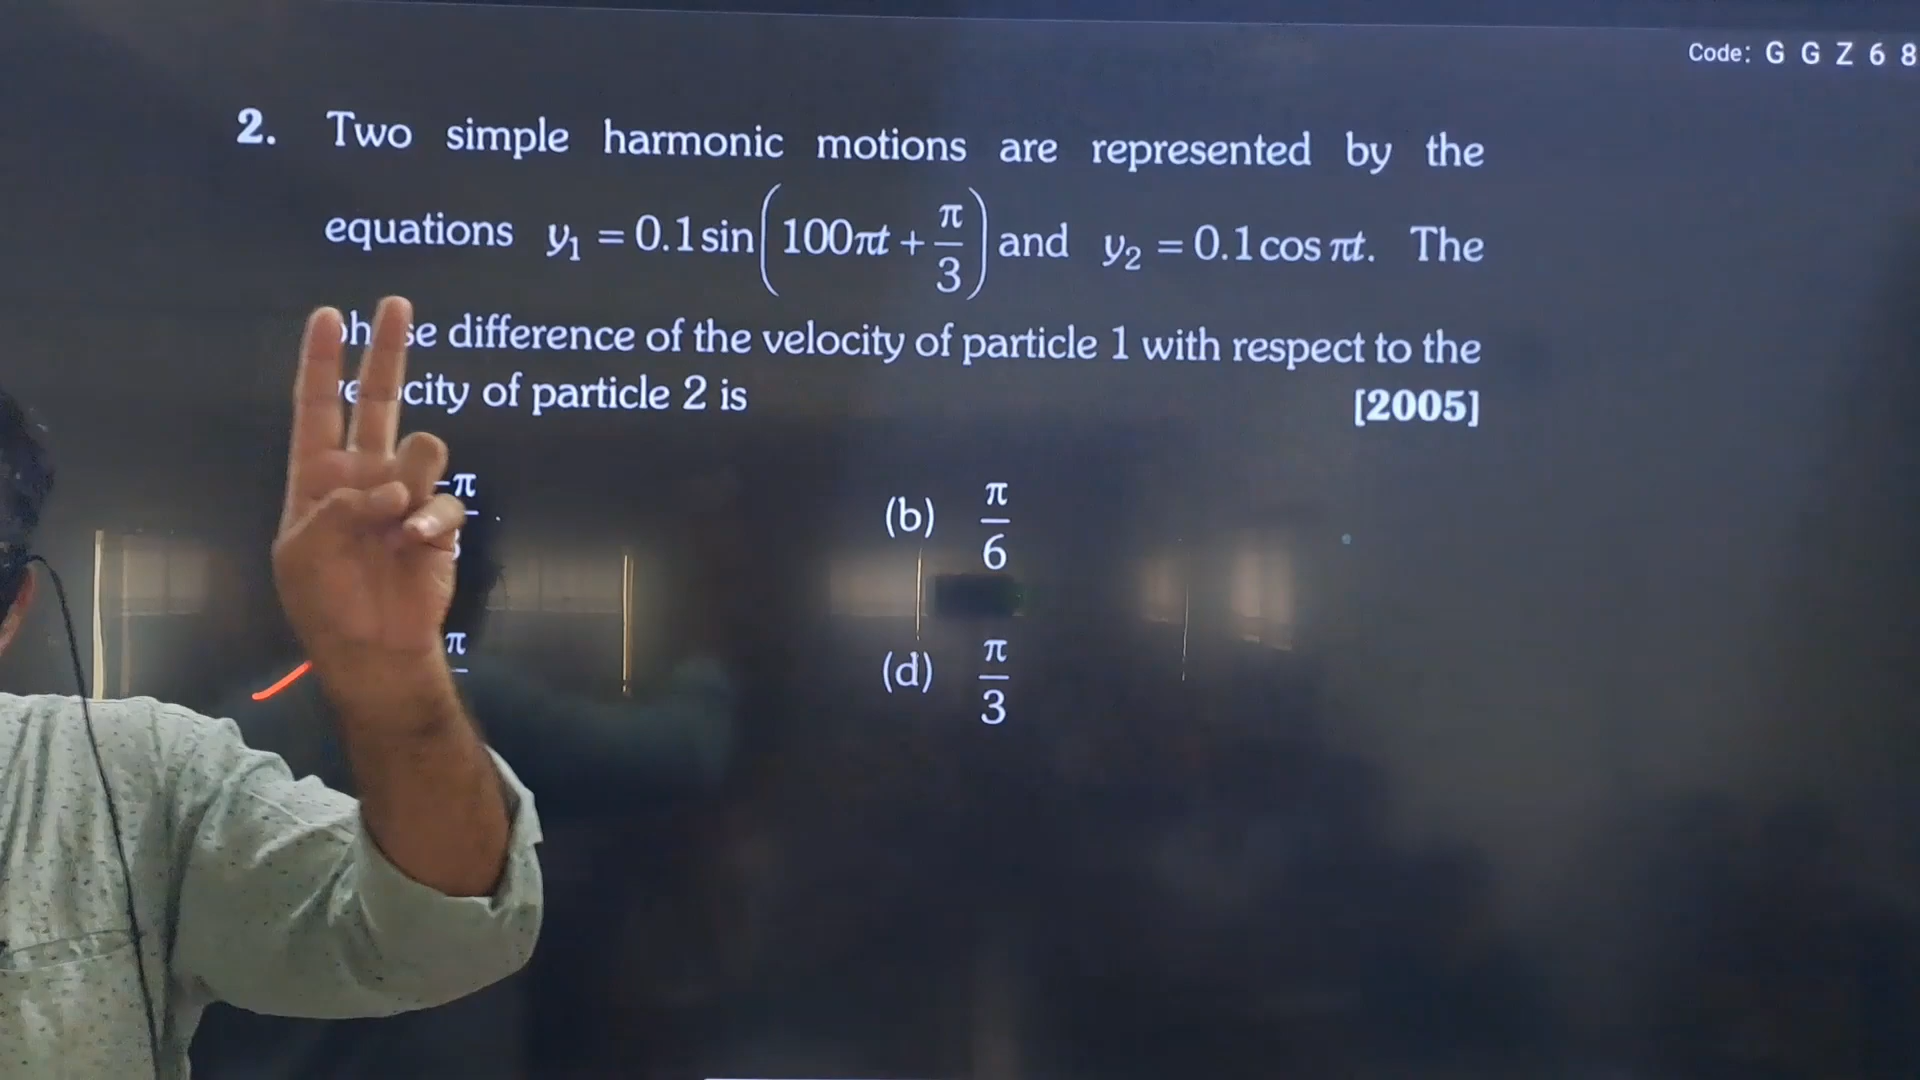 Code: G G Z 6 8
2. Two simple harmonic motions are represented by the
equations y₁ = 0.1 sin(100πt + π/3) and y₂ = 0.1 cos πt. The
difference of the velocity of particle 1 with respect to the
of particle 2 is [2005]
-π (b) π/6
π (d) π/3